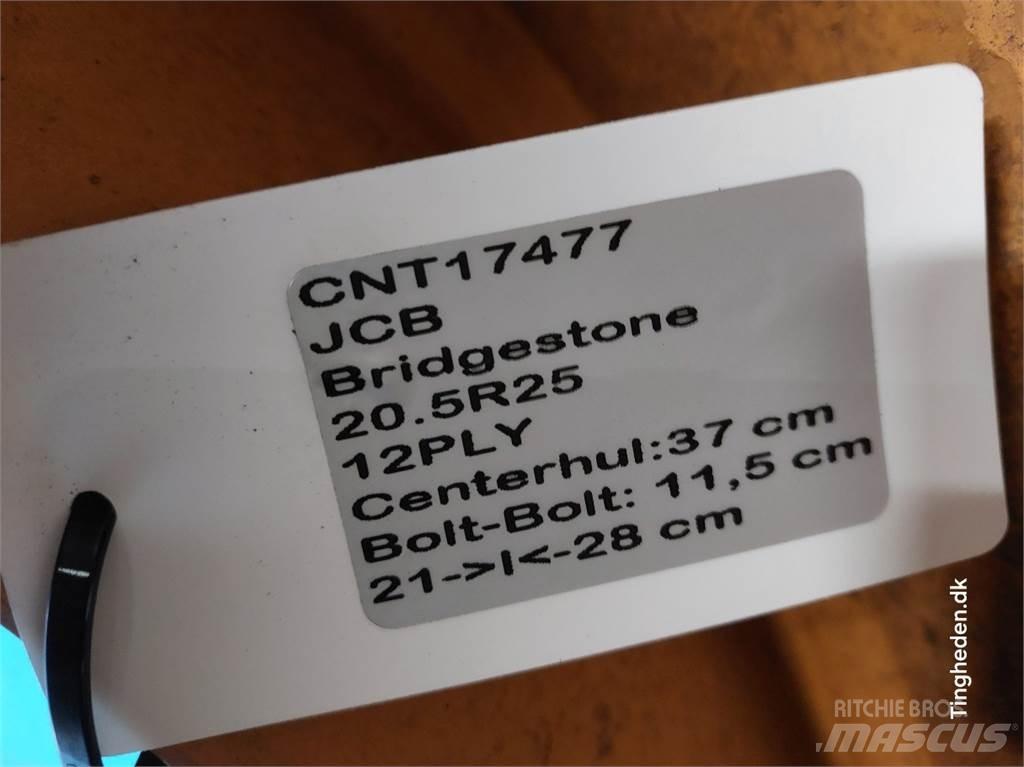 CNT17477
JCB
Bridgestone
20.5R25
12PLY
Centerhul:37 cm
Bolt-Bolt: 11,5 cm
21->I<-28 cm
Tingheden.dk
RITCHIE BROS
MASCUS